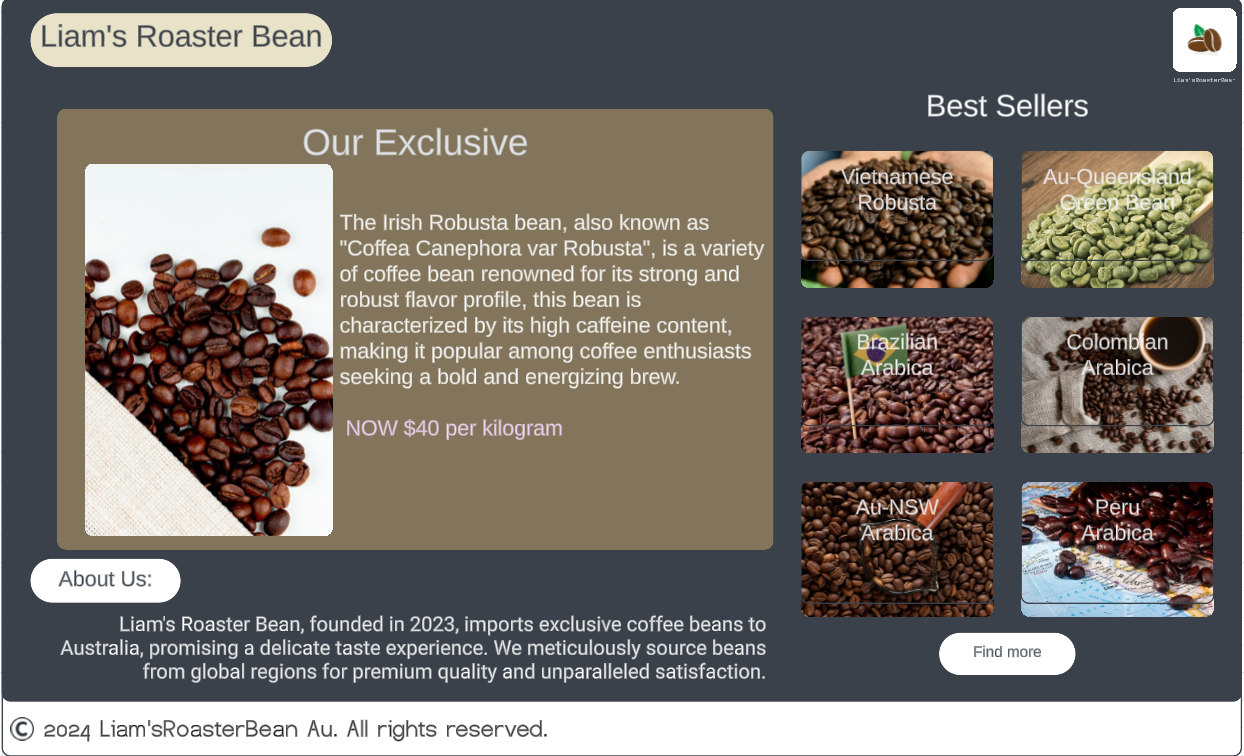 Liam's Roaster Bean
Liam'sRoasterBean
Our Exclusive
The Irish Robusta bean, also known as
"Coffea Canephora var Robusta", is a variety
of coffee bean renowned for its strong and
robust flavor profile, this bean is
characterized by its high caffeine content,
making it popular among coffee enthusiasts
seeking a bold and energizing brew.
NOW $40 per kilogram
Best Sellers
Vietnamese
Robusta
Au-Queensland
Green Bean
Brazilian
Arabica
Colombian
Arabica
Au-NSW
Arabica
Peru
Arabica
Find more
About Us:
Liam's Roaster Bean, founded in 2023, imports exclusive coffee beans to
Australia, promising a delicate taste experience. We meticulously source beans
from global regions for premium quality and unparalleled satisfaction.
© 2024 Liam'sRoasterBean Au. All rights reserved.